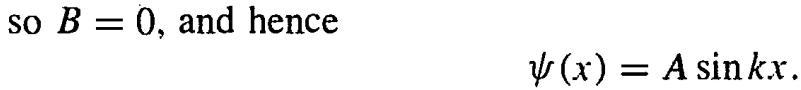 so B = 0, and hence
ψ(x) = A sin kx.